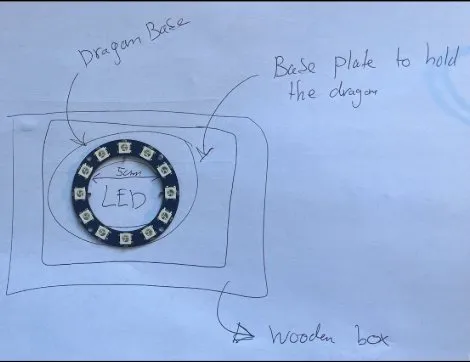 Dragon Base
Base plate to hold
the dragon
5cm
LED
Wooden box